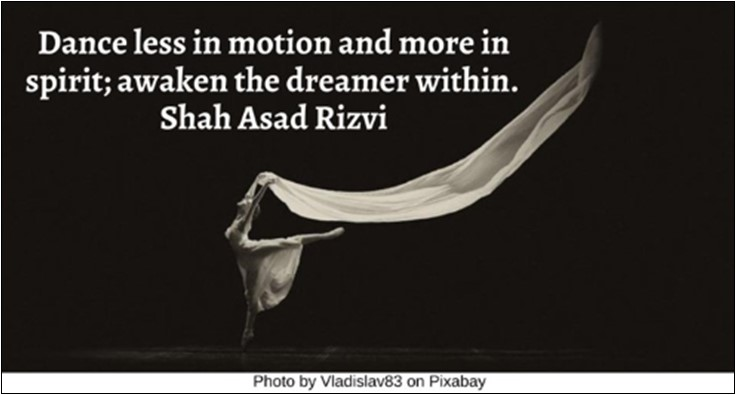 Dance less in motion and more in
spirit; awaken the dreamer within.
Shah Asad Rizvi
Photo by Vladislav83 on Pixabay